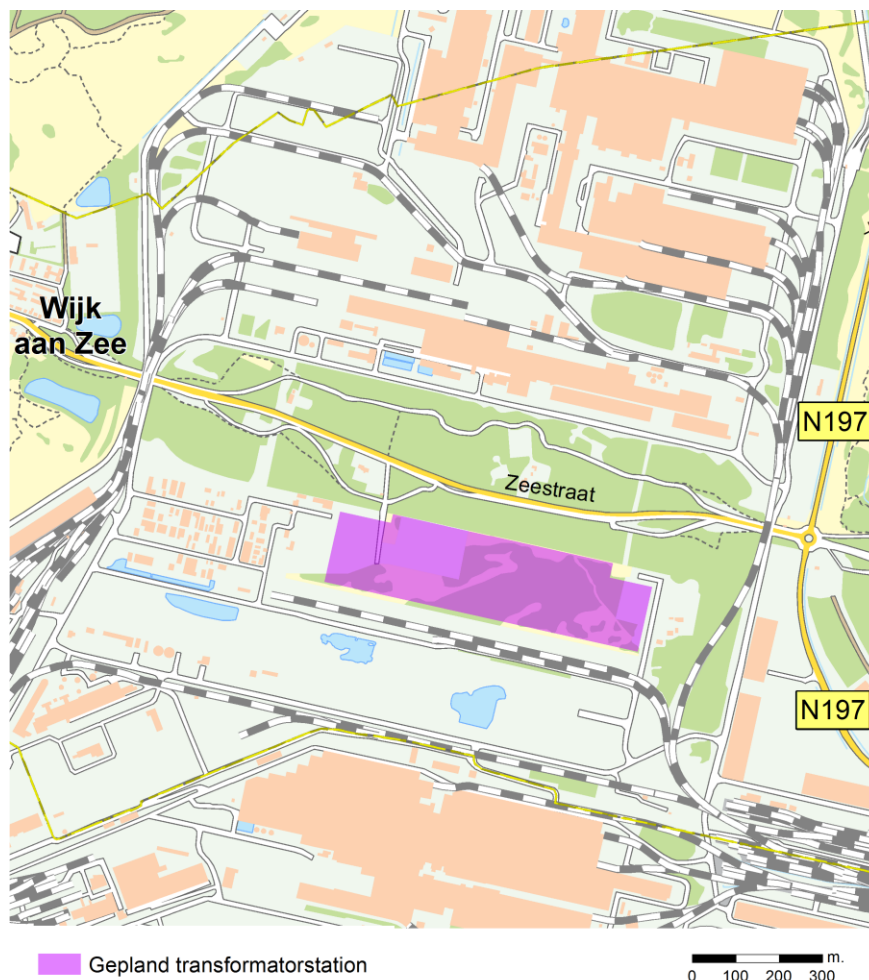 Wijk
aan Zee
N197
Zeestraat
N197
Gepland transformatorstation
m.
0 100 200 300